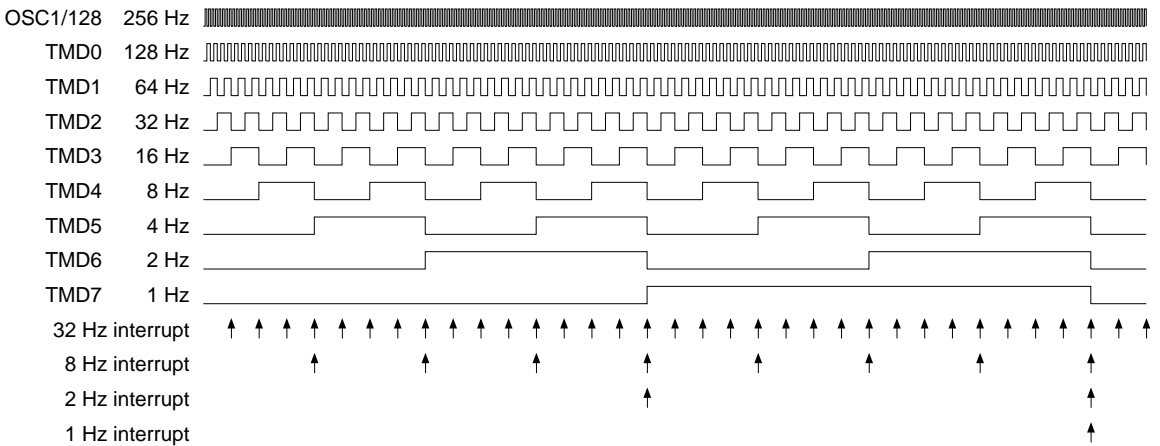 OSC1/128 256 Hz
TMD0 128 Hz
TMD1 64 Hz
TMD2 32 Hz
TMD3 16 Hz
TMD4 8 Hz
TMD5 4 Hz
TMD6 2 Hz
TMD7 1 Hz
32 Hz interrupt
8 Hz interrupt
2 Hz interrupt
1 Hz interrupt